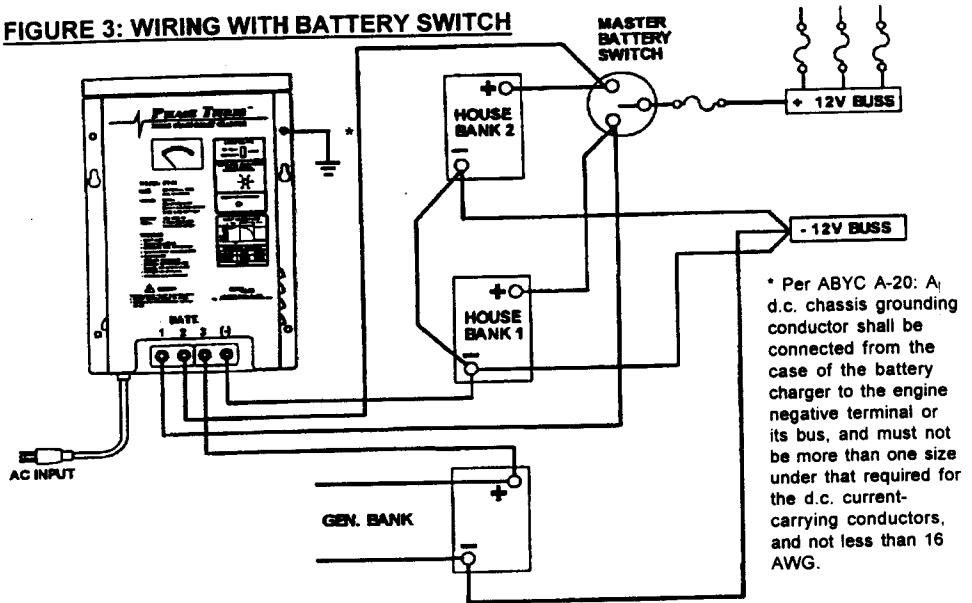 FIGURE 3: WIRING WITH BATTERY SWITCH
MASTER
BATTERY
SWITCH
+
HOUSE
BANK 2
−
+ 12V BUSS
- 12V BUSS
*
+
HOUSE
BANK 1
−
BATT.
1 2 3 (-)
AC INPUT
GEN. BANK
+
−
* Per ABYC A-20: A
d.c. chassis grounding
conductor shall be
connected from the
case of the battery
charger to the engine
negative terminal or
its bus, and must not
be more than one size
under that required for
the d.c. current-
carrying conductors,
and not less than 16
AWG.